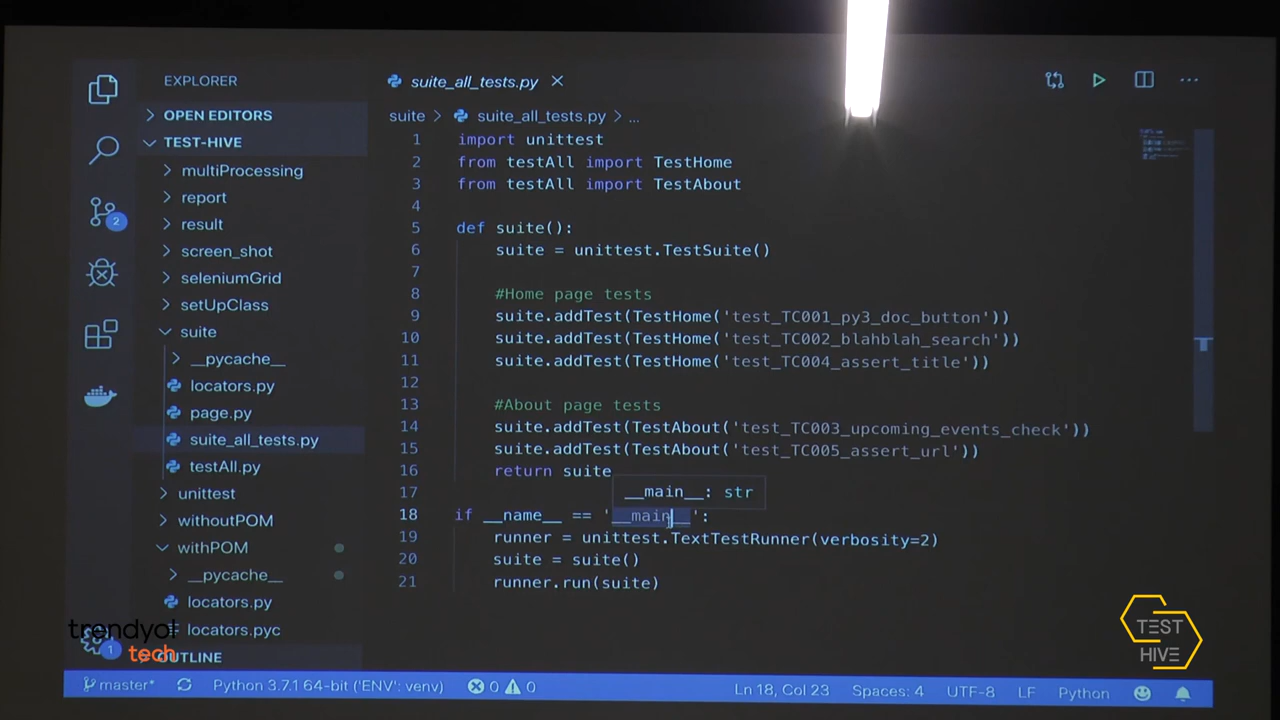 EXPLORER
OPEN EDITORS
TEST-HIVE
multiProcessing
report
result
screen_shot
seleniumGrid
setUpClass
suite
__pycache__
locators.py
page.py
suite_all_tests.py
testAll.py
unittest
withoutPOM
withPOM
__pycache__
locators.py
locators.pyc
OUTLINE
2
1
suite_all_tests.py
suite > suite_all_tests.py > ...
1 import unittest
2 from testAll import TestHome
3 from testAll import TestAbout
4
5 def suite():
6 suite = unittest.TestSuite()
7
8 #Home page tests
9 suite.addTest(TestHome('test_TC001_py3_doc_button'))
10 suite.addTest(TestHome('test_TC002_blahblah_search'))
11 suite.addTest(TestHome('test_TC004_assert_title'))
12
13 #About page tests
14 suite.addTest(TestAbout('test_TC003_upcoming_events_check'))
15 suite.addTest(TestAbout('test_TC005_assert_url'))
16 return suite
__main__: str
17
18 if __name__ == '__main__':
19 runner = unittest.TextTestRunner(verbosity=2)
20 suite = suite()
21 runner.run(suite)
trendyol
tech
TEST
HIVE
master* Python 3.7.1 64-bit ('ENV': venv) 0 0 Ln 18, Col 23 Spaces: 4 UTF-8 LF Python